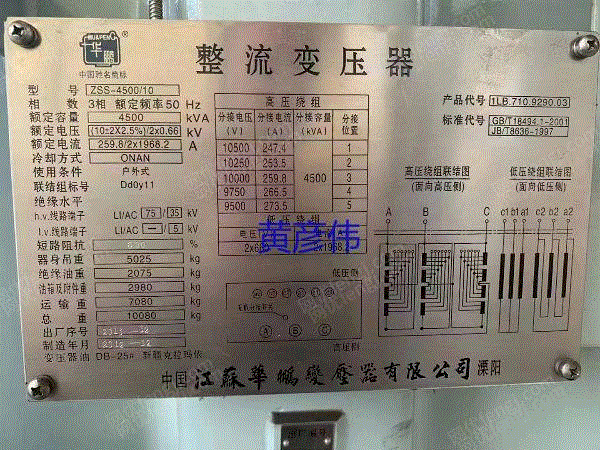 HUAPENG
华鹏
中国驰名商标
整流变压器
型 号 ZSS-4500/10
相 数 3相 额定频率 50 Hz
额定容量 4500 kVA
额定电压 (10±2X2.5%)/2x0.66 kV
额定电流 259.8/2x1968.2 A
冷却方式 ONAN
使用条件 户外式
联结组标号 Dd0y11
绝缘水平
h.v.线路端子 LI/AC 75 / 35 kV
l.v.线路端子 LI/AC — / 5 kV
短路阻抗 %
器身吊重 5025 kg
绝缘油重 2075 kg
油箱及附件重 2980 kg
运输重 7080 kg
总 重 10080 kg
出厂序号
制造年月
变压器油 DB-25# 新疆克拉玛依
高压绕组
分接电压 (V) 分接电流 (A) 分接容量 (kVA) 分接位置
10500 247.4 4500 1
10250 253.5 2
10000 259.8 3
9750 266.5 4
9500 273.5 5
低压绕组
2x1968.2
黄彦伟
低压侧
高压侧
产品代号 1LB.710.9290.03
标准代号 GB/T18494.1-2001
JB/T8636-1997
高压绕组联结图
(面向高压侧)
低压绕组联结图
(面向低压侧)
A B C
c1 b1 a1 c2 b2 a2
中国 江蘇華鵬變壓器有限公司 溧阳